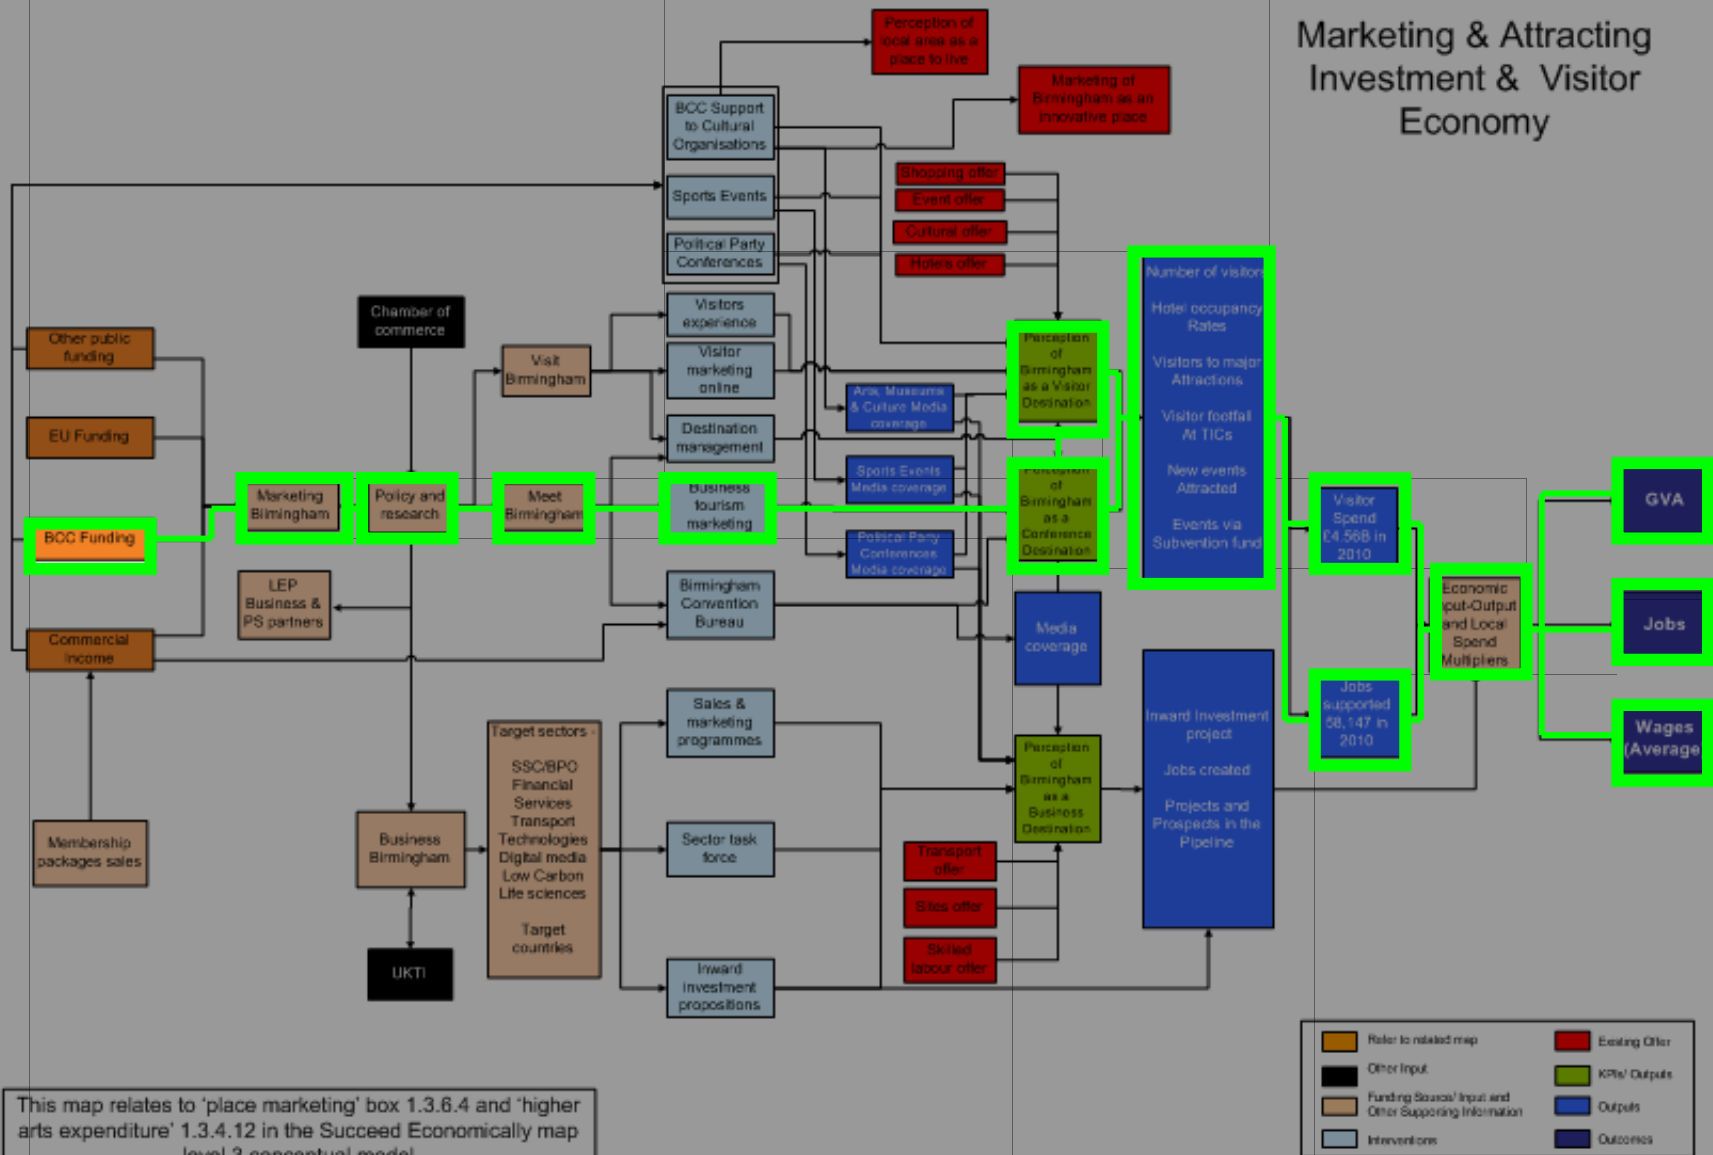 Marketing & Attracting
Investment & Visitor
Economy
Perception of
local area as a
place to live
Marketing of
Birmingham as an
innovative place
BCC Support
to Cultural
Organisations
Sports Events
Political Party
Conferences
Shopping offer
Event offer
Cultural offer
Hotels offer
Chamber of
commerce
Visitors
experience
Visitor
marketing
online
Destination
management
Business
tourism
marketing
Birmingham
Convention
Bureau
Other public
funding
EU Funding
BCC Funding
Commercial
Income
Membership
packages sales
Marketing
Birmingham
Policy and
research
Visit
Birmingham
Meet
Birmingham
LEP
Business &
PS partners
Business
Birmingham
UKTI
Target sectors -
SSC/BPO
Financial
Services
Transport
Technologies
Digital media
Low Carbon
Life sciences
Target
countries
Sales &
marketing
programmes
Sector task
force
Inward
investment
propositions
Arts, Museums
& Culture Media
coverage
Sports Events
Media coverage
Political Party
Conferences
Media coverage
Perception
of
Birmingham
as a Visitor
Destination
Perception
of
Birmingham
as a
Conference
Destination
Media
coverage
Perception
of
Birmingham
as a
Business
Destination
Transport
offer
Sites offer
Skilled
labour offer
Number of visitors
Hotel occupancy
Rates
Visitors to major
Attractions
Visitor footfall
At TICs
New events
Attracted
Events via
Subvention fund
Inward Investment
project
Jobs created
Projects and
Prospects in the
Pipeline
Visitor
Spend
£4.56B in
2010
Jobs
supported
58,147 in
2010
Economic
Input-Output
and Local
Spend
Multipliers
GVA
Jobs
Wages
(Average
Refer to related map
Other Input
Funding Source/ Input and
Other Supporting Information
Interventions
Existing Offer
KPIs/ Outputs
Outputs
Outcomes
This map relates to 'place marketing' box 1.3.6.4 and 'higher
arts expenditure' 1.3.4.12 in the Succeed Economically map
level 3 conceptual model